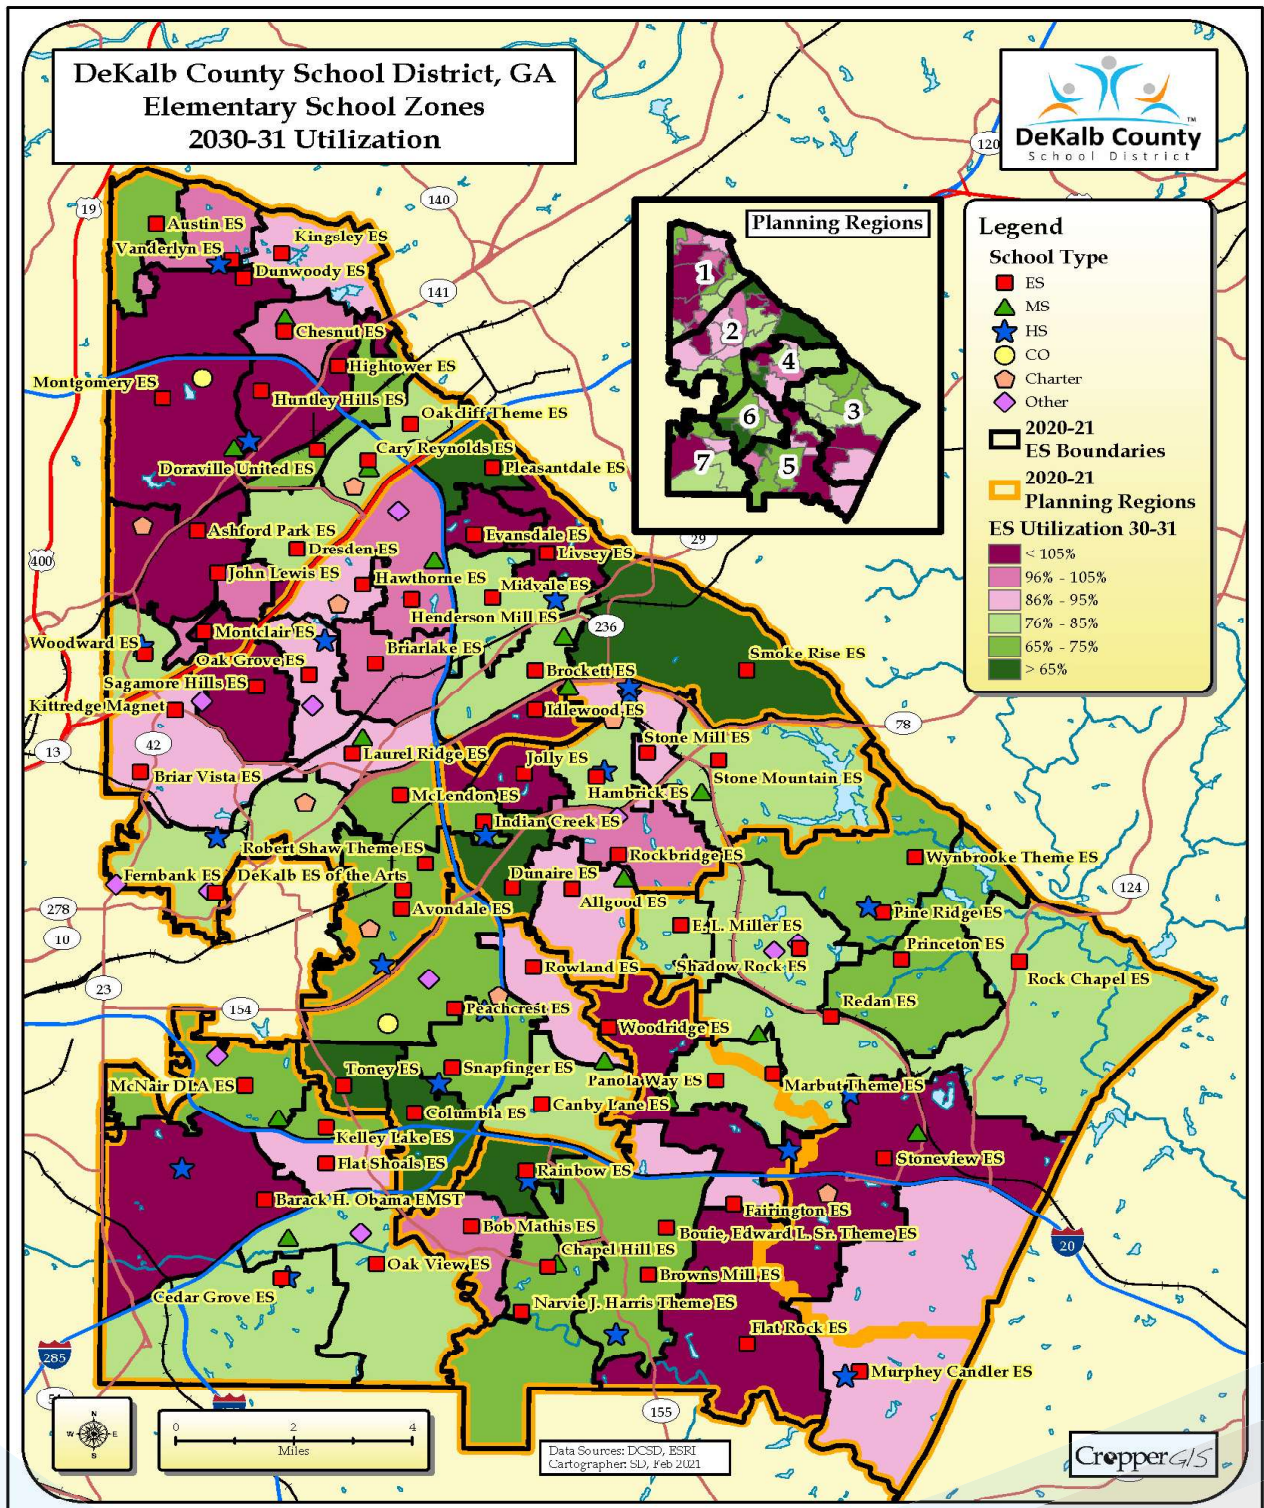 DeKalb County School District, GA
Elementary School Zones
2030-31 Utilization
DeKalb County
School District
TM
Planning Regions
1
2
4
3
6
5
7
Legend
School Type
ES
MS
HS
CO
Charter
Other
2020-21
ES Boundaries
2020-21
Planning Regions
ES Utilization 30-31
< 105%
96% - 105%
86% - 95%
76% - 85%
65% - 75%
> 65%
120
19
140
141
400
29
236
78
13
42
124
278
10
23
154
20
285
155
Austin ES
Vanderlyn ES
Kingsley ES
Dunwoody ES
Chesnut ES
Hightower ES
Montgomery ES
Huntley Hills ES
Oakcliff Theme ES
Cary Reynolds ES
Doraville United ES
Pleasantdale ES
Ashford Park ES
Evansdale ES
Dresden ES
Livsey ES
John Lewis ES
Hawthorne ES
Midvale ES
Henderson Mill ES
Woodward ES
Montclair ES
Briarlake ES
Oak Grove ES
Smoke Rise ES
Brockett ES
Sagamore Hills ES
Kittredge Magnet
Idlewood ES
Stone Mill ES
Laurel Ridge ES
Jolly ES
Briar Vista ES
Stone Mountain ES
McLendon ES
Hambrick ES
Indian Creek ES
Robert Shaw Theme ES
Rockbridge ES
Wynbrooke Theme ES
Fernbank ES
DeKalb ES of the Arts
Dunaire ES
Allgood ES
Avondale ES
Pine Ridge ES
E. L. Miller ES
Princeton ES
Rowland ES
Shadow Rock ES
Rock Chapel ES
Redan ES
Peachcrest ES
Woodridge ES
Toney ES
Snapfinger ES
McNair DLA ES
Panola Way ES
Marbut Theme ES
Columbia ES
Canby Lane ES
Kelley Lake ES
Flat Shoals ES
Rainbow ES
Stoneview ES
Barack H. Obama EMST
Fairington ES
Bob Mathis ES
Bouie, Edward L. Sr. Theme ES
Chapel Hill ES
Oak View ES
Browns Mill ES
Cedar Grove ES
Narvie J. Harris Theme ES
Flat Rock ES
Murphey Candler ES
N
W
E
S
0
2
4
Miles
Data Sources: DCSD, ESRI
Cartographer: SD, Feb 2021
Cropper GIS